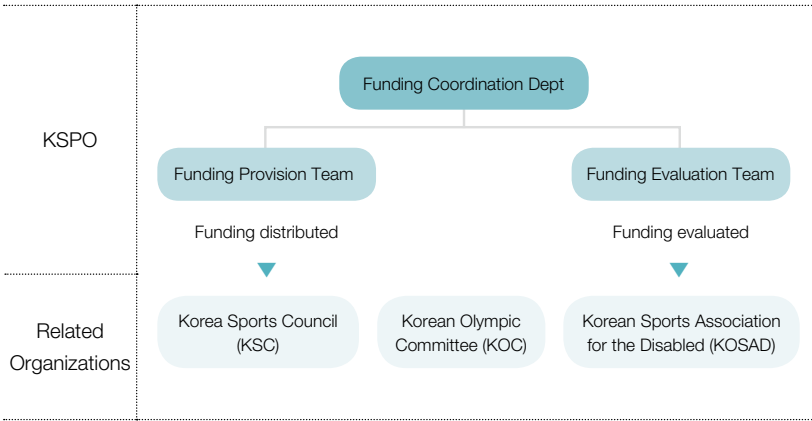 KSPO
Funding Coordination Dept
Funding Provision Team
Funding Evaluation Team
Funding distributed
Funding evaluated
Related
Organizations
Korea Sports Council
(KSC)
Korean Olympic
Committee (KOC)
Korean Sports Association
for the Disabled (KOSAD)